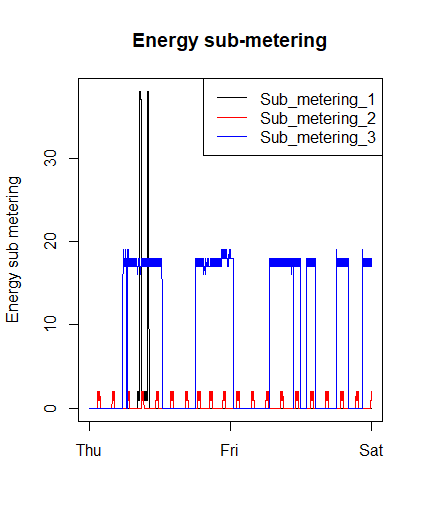 Energy sub-metering
Sub_metering_1
Sub_metering_2
Sub_metering_3
Energy sub metering
30
20
10
0
Thu Fri Sat